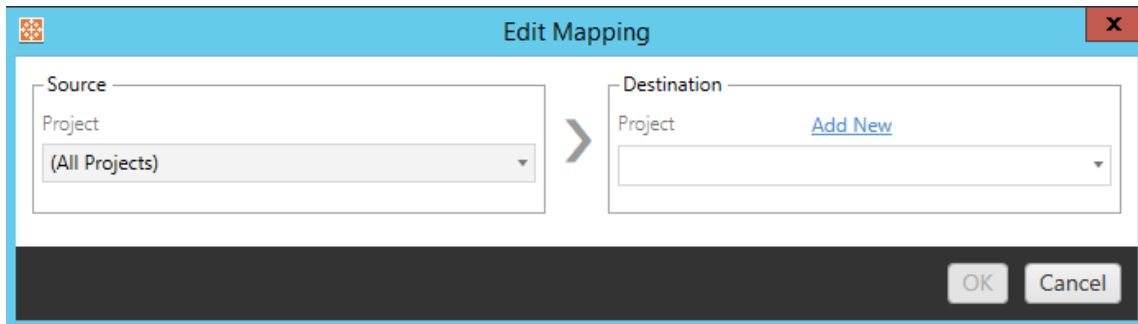 Edit Mapping
x
Source
Project
(All Projects)
Destination
Project Add New
OK Cancel